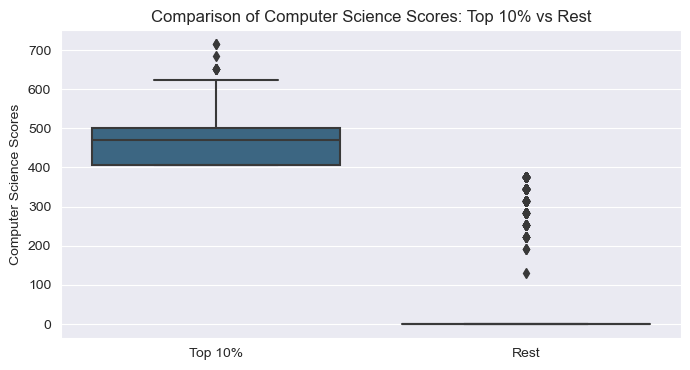 Comparison of Computer Science Scores: Top 10% vs Rest
Computer Science Scores
700
600
500
400
300
200
100
0
Top 10%
Rest